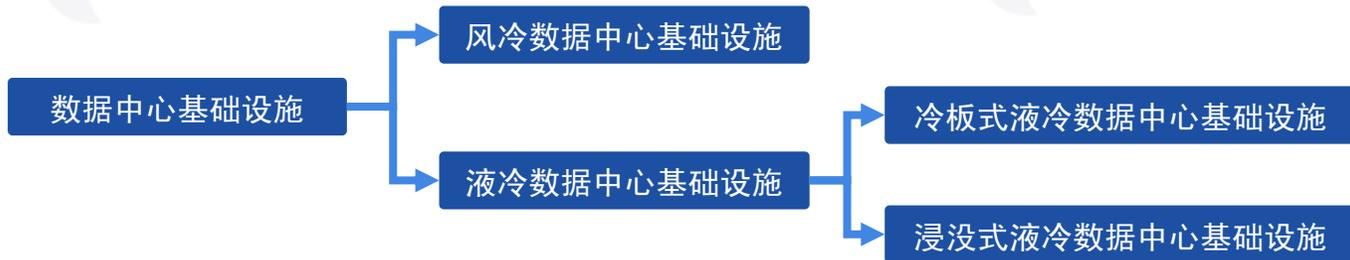 风冷数据中心基础设施
数据中心基础设施
冷板式液冷数据中心基础设施
液冷数据中心基础设施
浸没式液冷数据中心基础设施